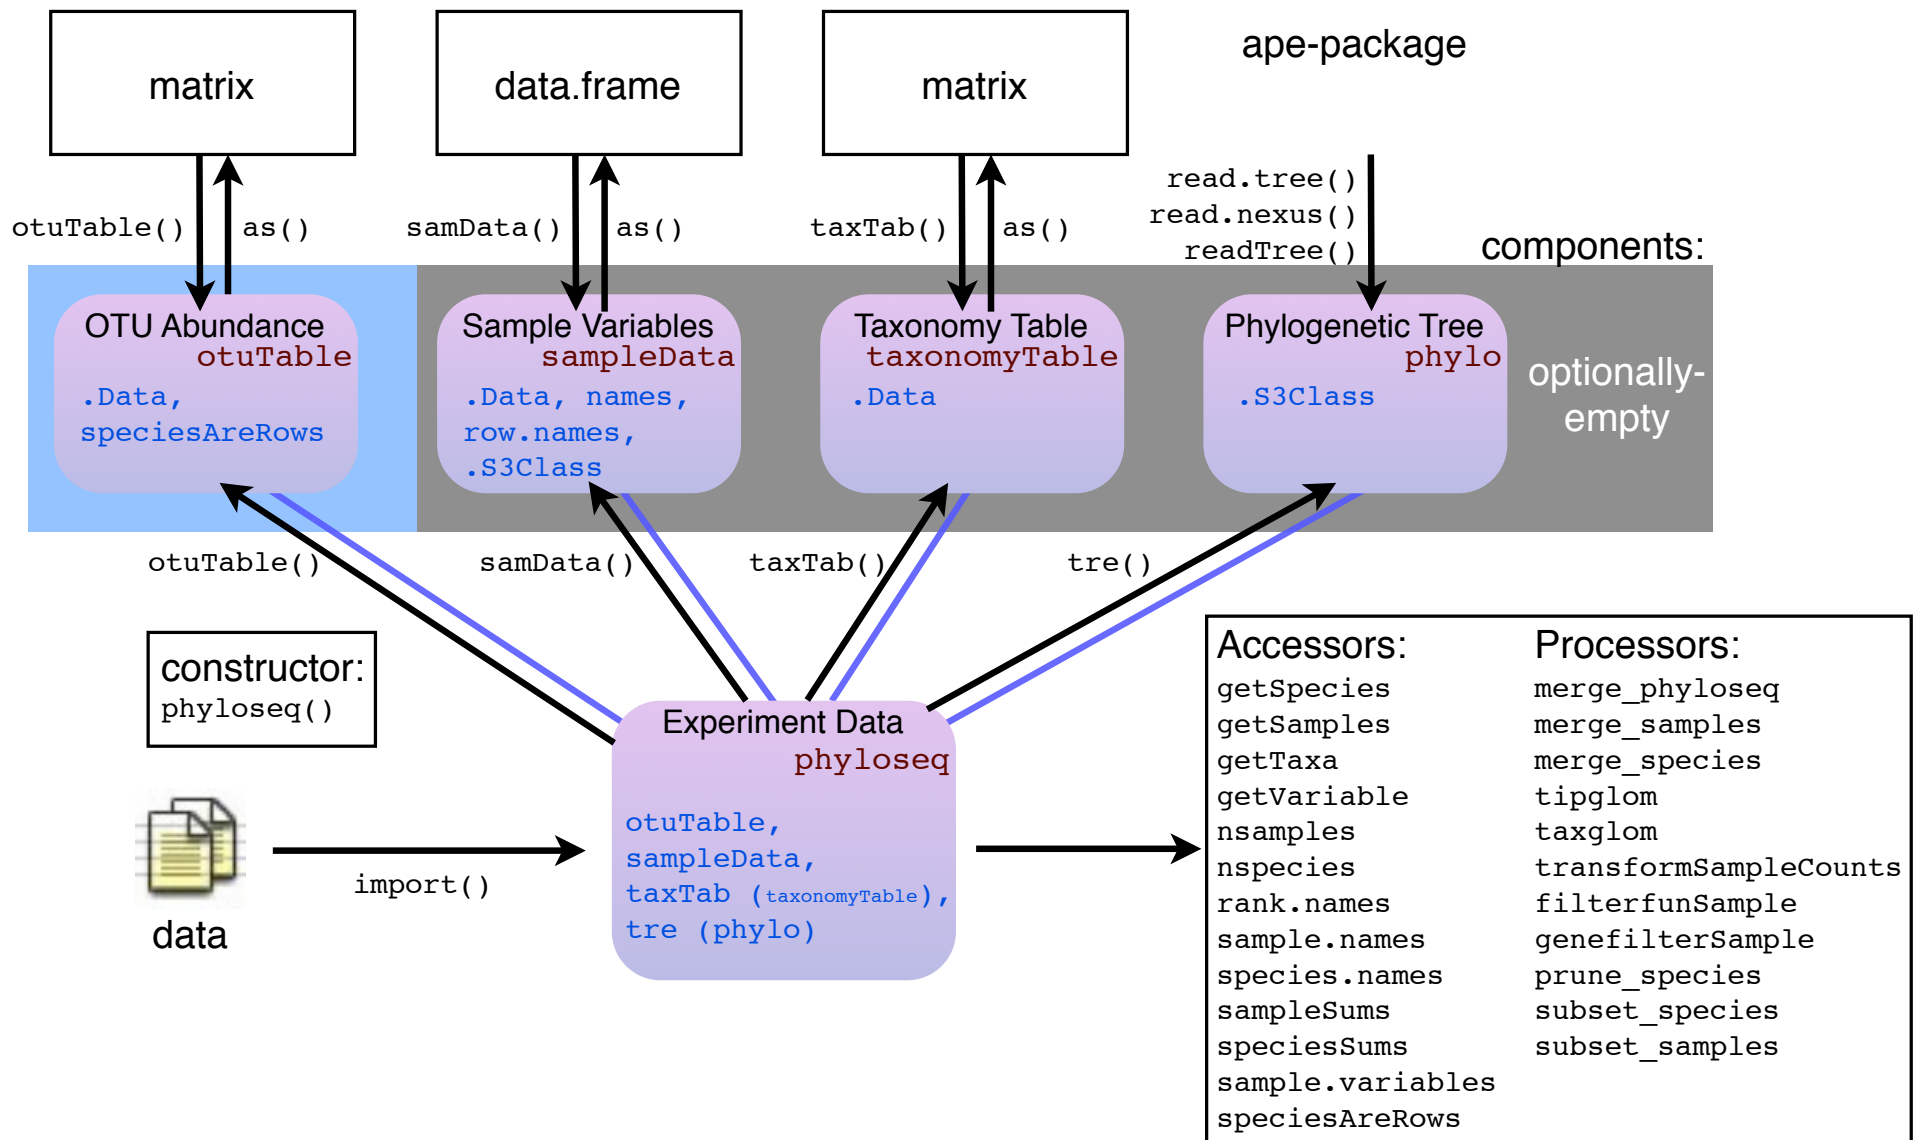 matrix
data.frame
matrix
ape-package
otuTable()
as()
samData()
as()
taxTab()
as()
read.tree()
read.nexus()
readTree()
components:
OTU Abundance
otuTable
.Data,
speciesAreRows
Sample Variables
sampleData
.Data, names,
row.names,
.S3Class
Taxonomy Table
taxonomyTable
.Data
Phylogenetic Tree
phylo
.S3Class
optionally-
empty
otuTable()
samData()
taxTab()
tre()
constructor:
phyloseq()
data
import()
Experiment Data
phyloseq
otuTable,
sampleData,
taxTab (taxonomyTable),
tre (phylo)
Accessors:
getSpecies
getSamples
getTaxa
getVariable
nsamples
nspecies
rank.names
sample.names
species.names
sampleSums
speciesSums
sample.variables
speciesAreRows
Processors:
merge_phyloseq
merge_samples
merge_species
tipglom
taxglom
transformSampleCounts
filterfunSample
genefilterSample
prune_species
subset_species
subset_samples